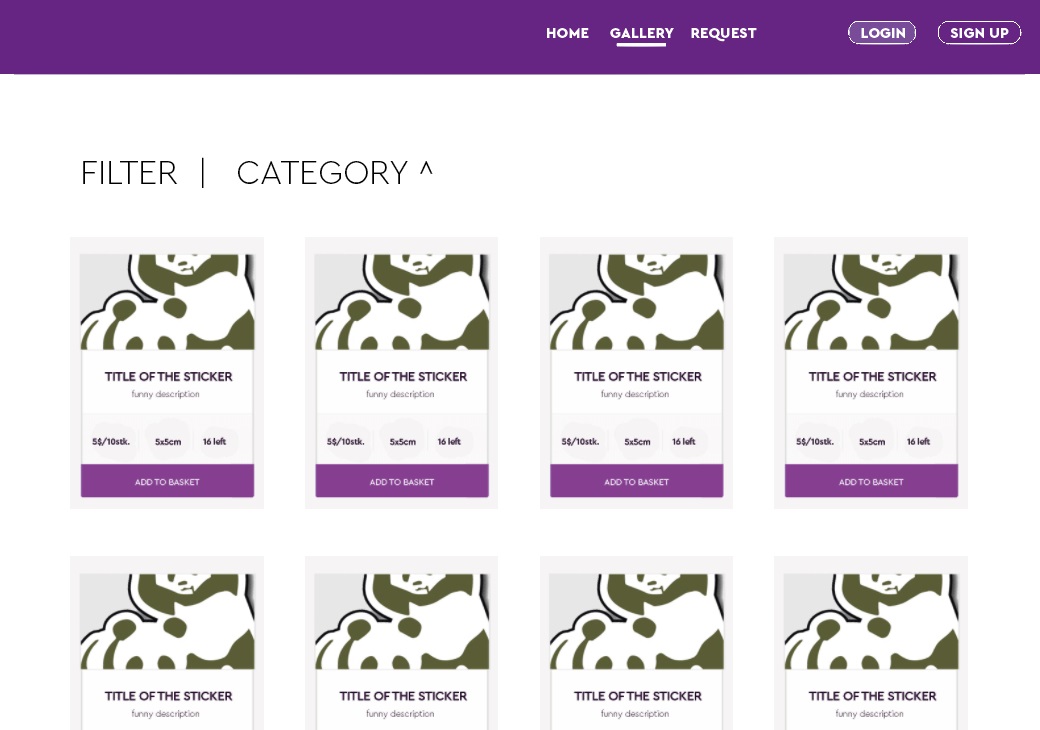 HOME GALLERY REQUEST LOGIN SIGN UP
FILTER | CATEGORY ^
TITLE OF THE STICKER TITLE OF THE STICKER TITLE OF THE STICKER TITLE OF THE STICKER
funny description funny description funny description funny description
5$/10stk. 5x5cm 16 left 5$/10stk. 5x5cm 16 left 5$/10stk. 5x5cm 16 left 5$/10stk. 5x5cm 16 left
ADD TO BASKET ADD TO BASKET ADD TO BASKET ADD TO BASKET
TITLE OF THE STICKER TITLE OF THE STICKER TITLE OF THE STICKER TITLE OF THE STICKER
funny description funny description funny description funny description